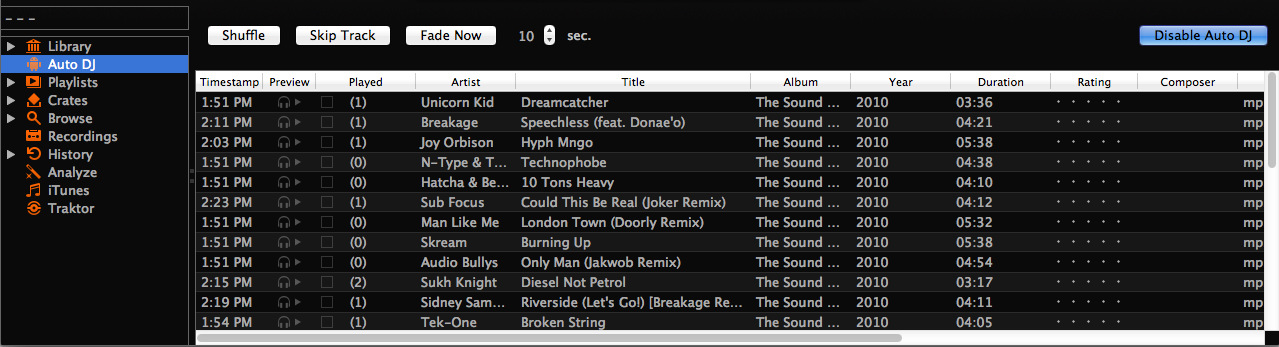 - - -
Library
Auto DJ
Playlists
Crates
Browse
Recordings
History
Analyze
iTunes
Traktor
Shuffle Skip Track Fade Now 10 sec. Disable Auto DJ
Timestamp Preview Played Artist Title Album Year Duration Rating Composer
1:51 PM (1) Unicorn Kid Dreamcatcher The Sound ... 2010 03:36 mp
2:11 PM (1) Breakage Speechless (feat. Donae'o) The Sound ... 2010 04:21 mp
2:03 PM (1) Joy Orbison Hyph Mngo The Sound ... 2010 05:38 mp
1:51 PM (0) N-Type & T... Technophobe The Sound ... 2010 04:38 mp
1:51 PM (0) Hatcha & Be... 10 Tons Heavy The Sound ... 2010 04:10 mp
2:23 PM (1) Sub Focus Could This Be Real (Joker Remix) The Sound ... 2010 04:12 mp
1:51 PM (0) Man Like Me London Town (Doorly Remix) The Sound ... 2010 05:32 mp
1:51 PM (0) Skream Burning Up The Sound ... 2010 05:38 mp
1:51 PM (0) Audio Bullys Only Man (Jakwob Remix) The Sound ... 2010 04:54 mp
2:15 PM (2) Sukh Knight Diesel Not Petrol The Sound ... 2010 03:17 mp
2:19 PM (1) Sidney Sam... Riverside (Let's Go!) [Breakage Re... The Sound ... 2010 04:11 mp
1:54 PM (1) Tek-One Broken String The Sound ... 2010 04:05 mp